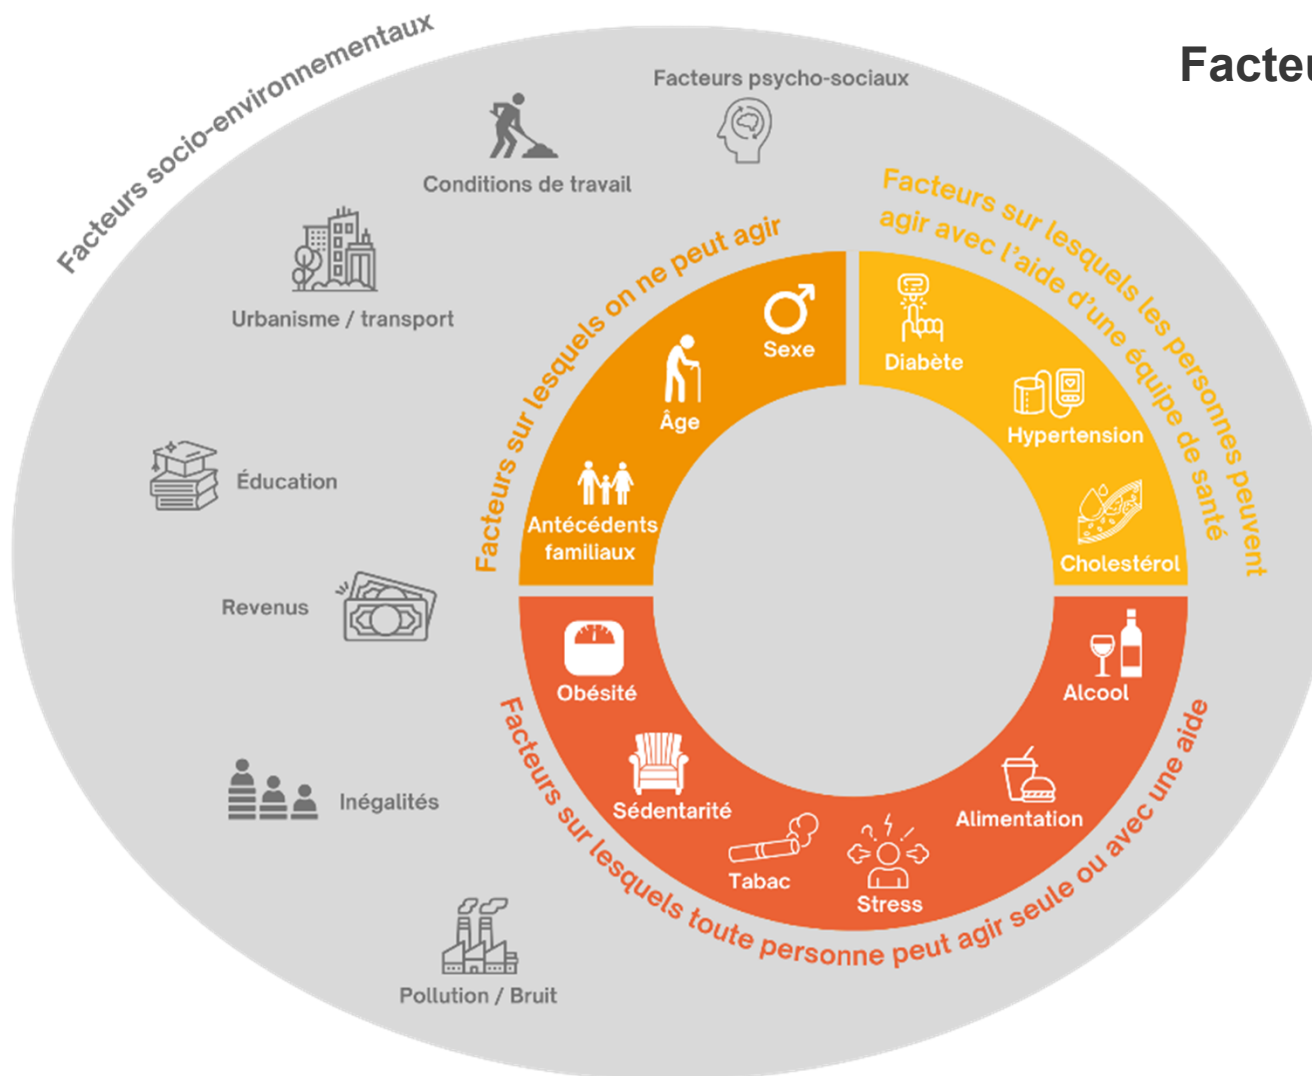 Facteurs socio-environnementaux
Facteurs psycho-sociaux
Conditions de travail
Urbanisme / transport
Éducation
Revenus
Inégalités
Pollution / Bruit
Facteurs sur lesquels on ne peut agir
Sexe
Âge
Antécédents
familiaux
Facteurs sur lesquels les personnes peuvent
agir avec l'aide d'une équipe de santé
Diabète
Hypertension
Cholestérol
Obésité
Sédentarité
Tabac
Stress
Alimentation
Alcool
Facteurs sur lesquels toute personne peut agir seule ou avec une aide